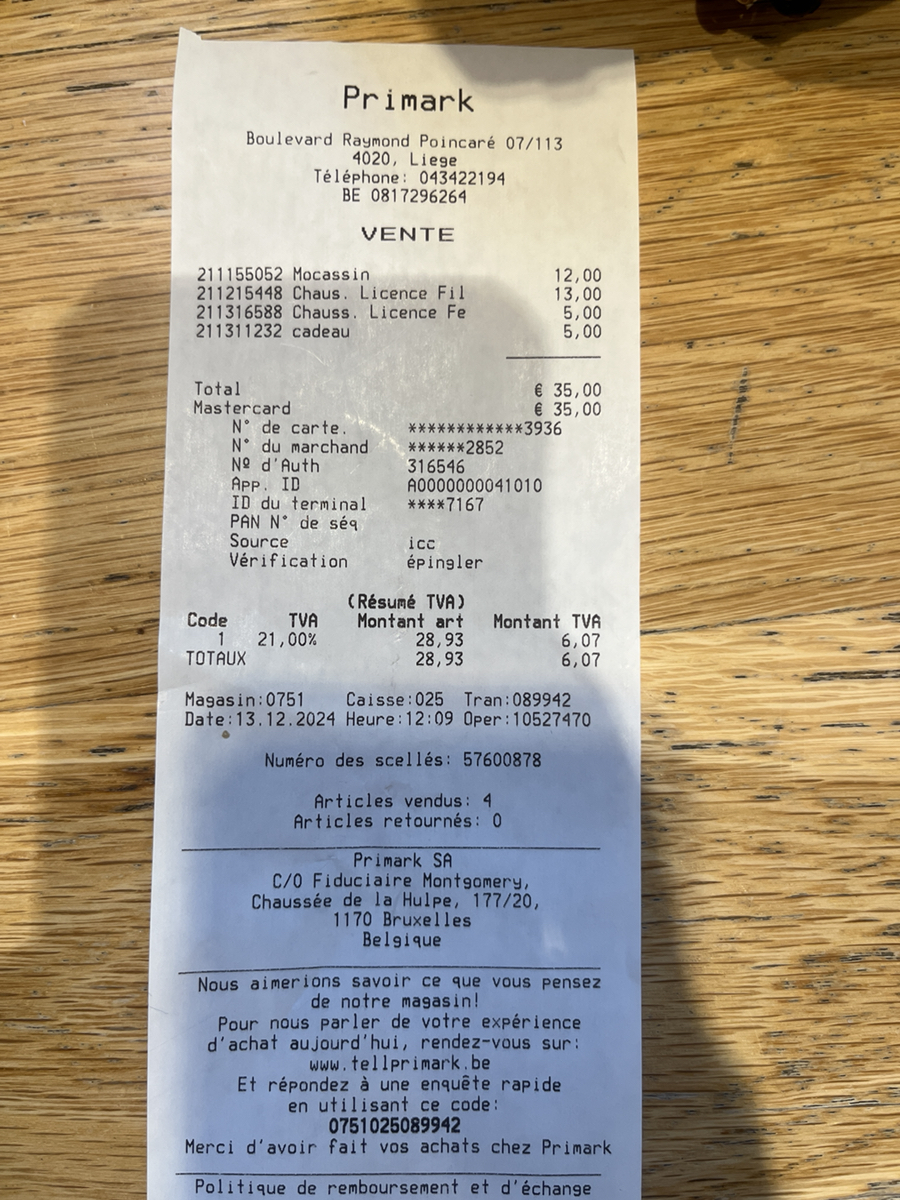 Primark
Boulevard Raymond Poincaré 07/113
4020, Liege
Téléphone: 043422194
BE 0817296264
VENTE
211155052 Mocassin 12,00
211215448 Chaus. Licence Fil 13,00
211316588 Chauss. Licence Fe 5,00
211311232 cadeau 5,00
Total € 35,00
Mastercard € 35,00
N° de carte. ************3936
N° du marchand ******2852
Nº d'Auth 316546
App. ID A0000000041010
ID du terminal ****7167
PAN N° de séq
Source icc
Vérification épingler
(Résumé TVA)
Code TVA Montant art Montant TVA
1 21,00% 28,93 6,07
TOTAUX 28,93 6,07
Magasin:0751 Caisse:025 Tran:089942
Date:13.12.2024 Heure:12:09 Oper:10527470
Numéro des scellés: 57600878
Articles vendus: 4
Articles retournés: 0
Primark SA
C/O Fiduciaire Montgomery,
Chaussée de la Hulpe, 177/20,
1170 Bruxelles
Belgique
Nous aimerions savoir ce que vous pensez
de notre magasin!
Pour nous parler de votre expérience
d'achat aujourd'hui, rendez-vous sur:
www.tellprimark.be
Et répondez à une enquête rapide
en utilisant ce code:
0751025089942
Merci d'avoir fait vos achats chez Primark
Politique de remboursement et d'échange